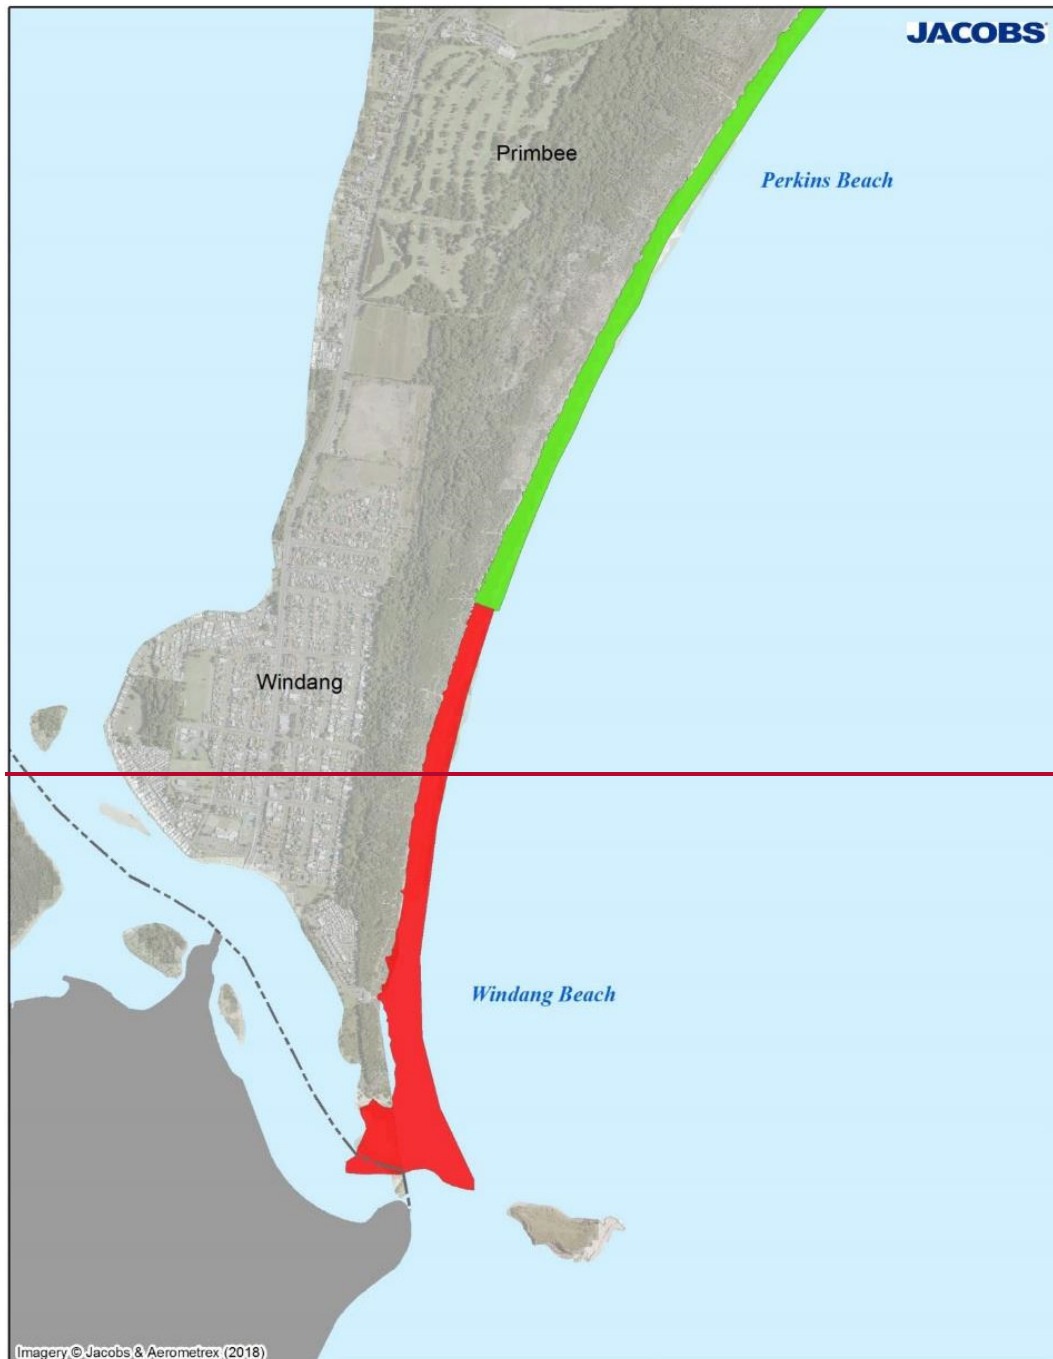 JACOBS
Primbee
Perkins Beach
Windang
Windang Beach
Imagery © Jacobs & Aerometrex (2018)